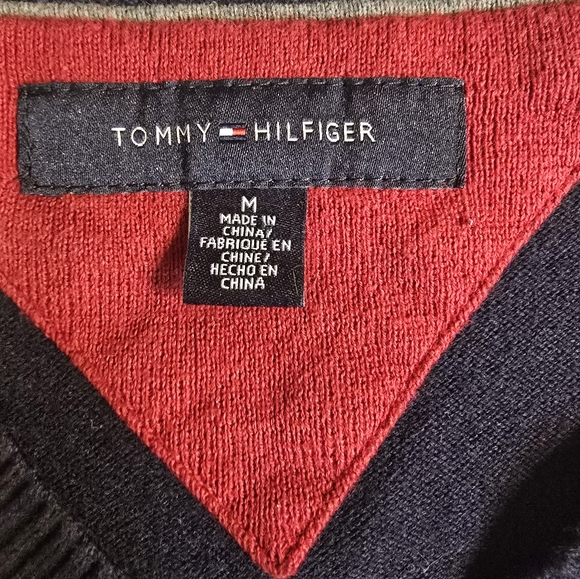 TOMMY HILFIGER
M
MADE IN
CHINA/
FABRIQUÉ EN
CHINE/
HECHO EN
CHINA